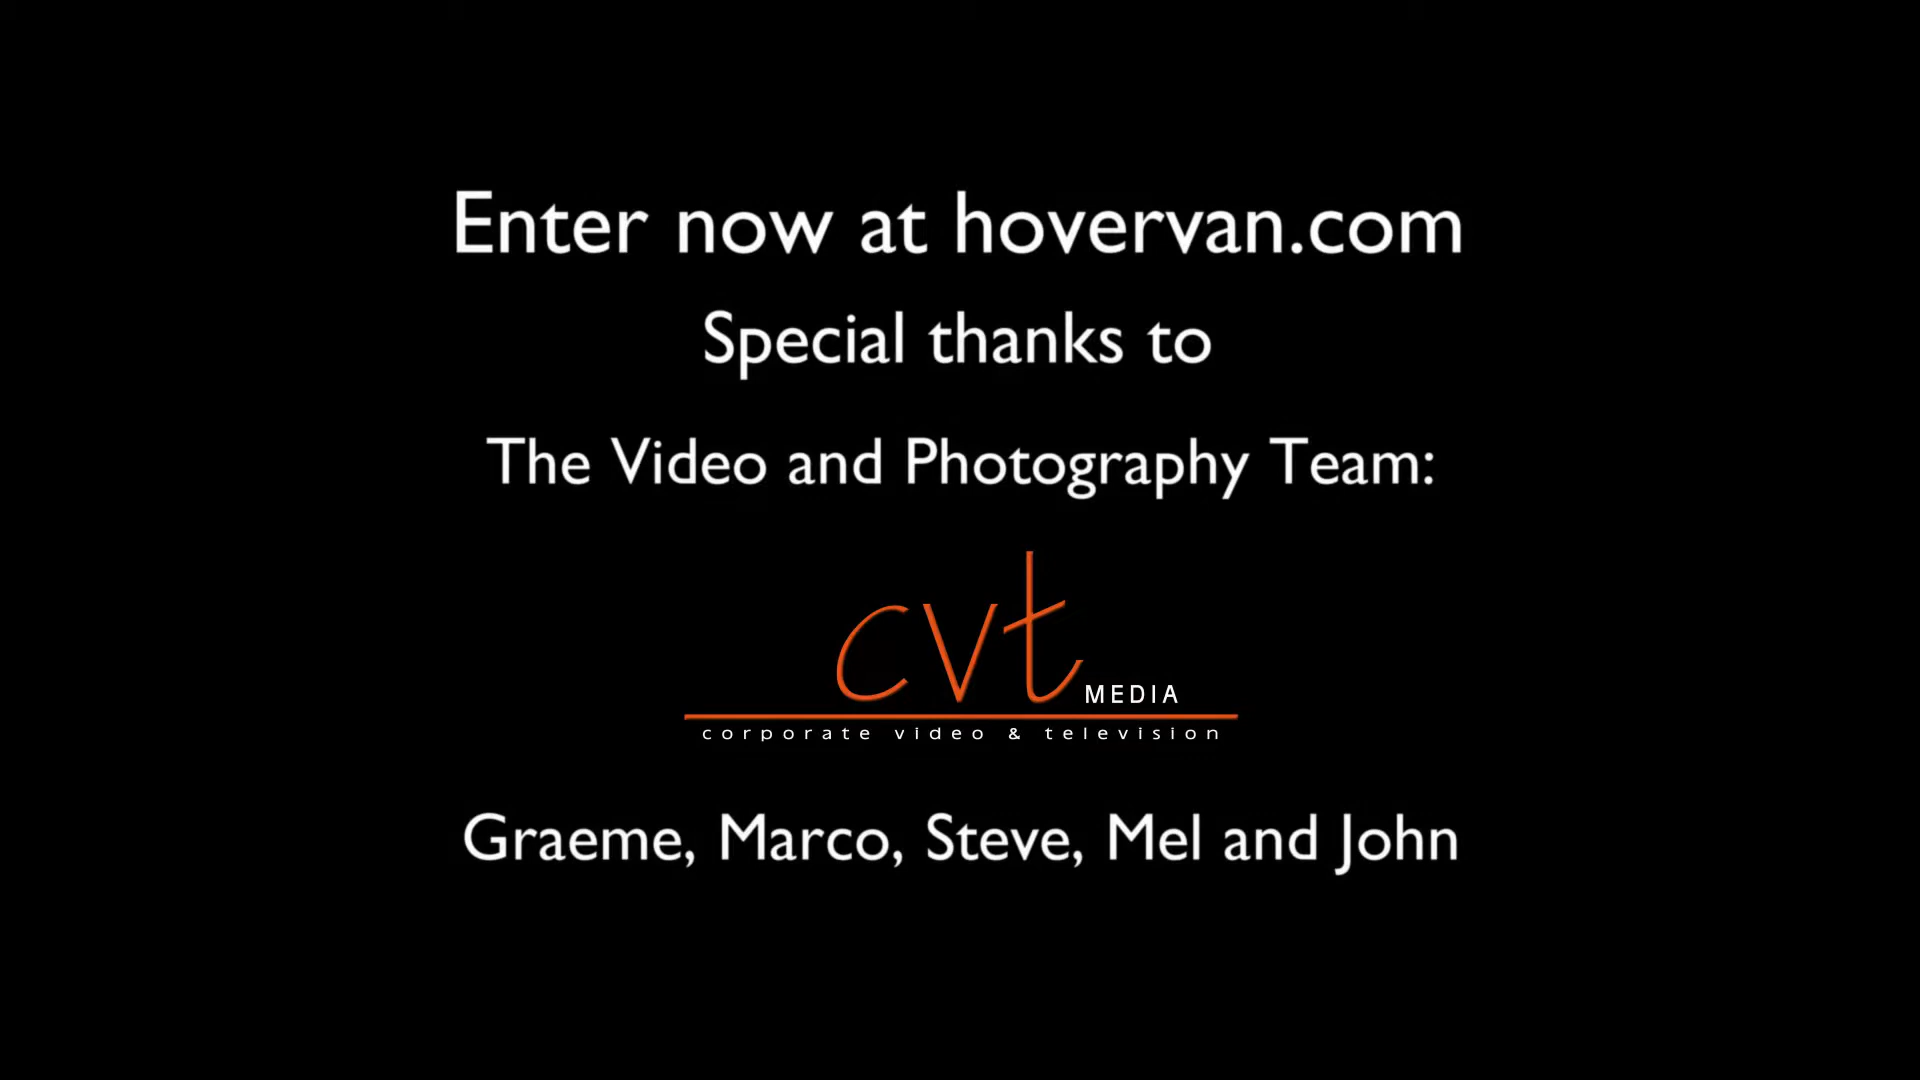 Enter now at hovervan.com
Special thanks to
The Video and Photography Team:
cvt MEDIA
corporate video & television
Graeme, Marco, Steve, Mel and John